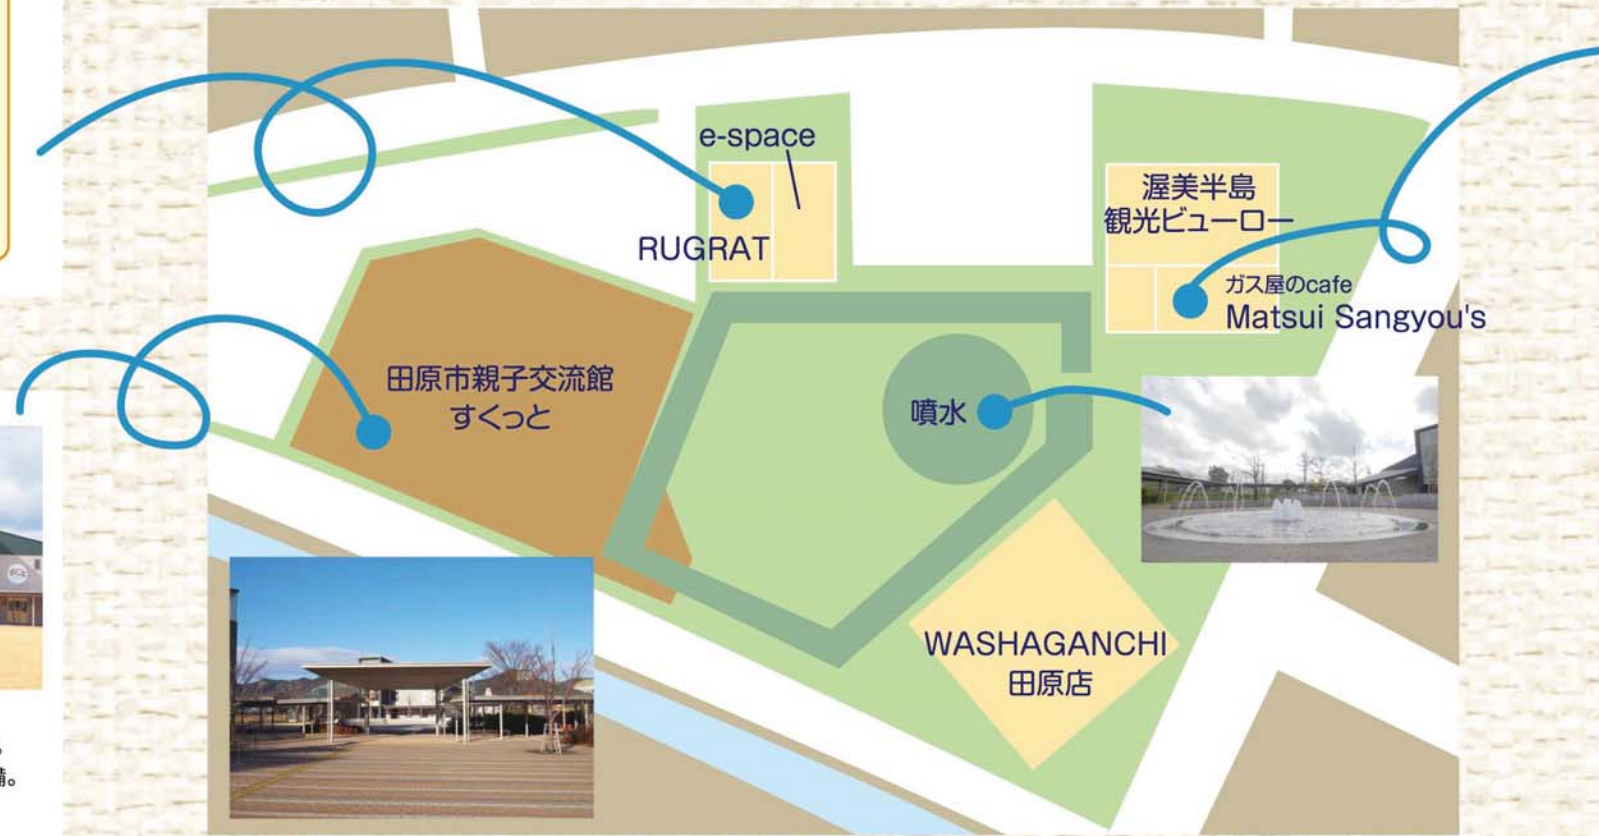 e-space
RUGRAT
渥美半島
観光ビューロー
ガス屋のcafe
Matsui Sangyou's
田原市親子交流館
すくっと
噴水
WASHAGANCHI
田原店
。
備。